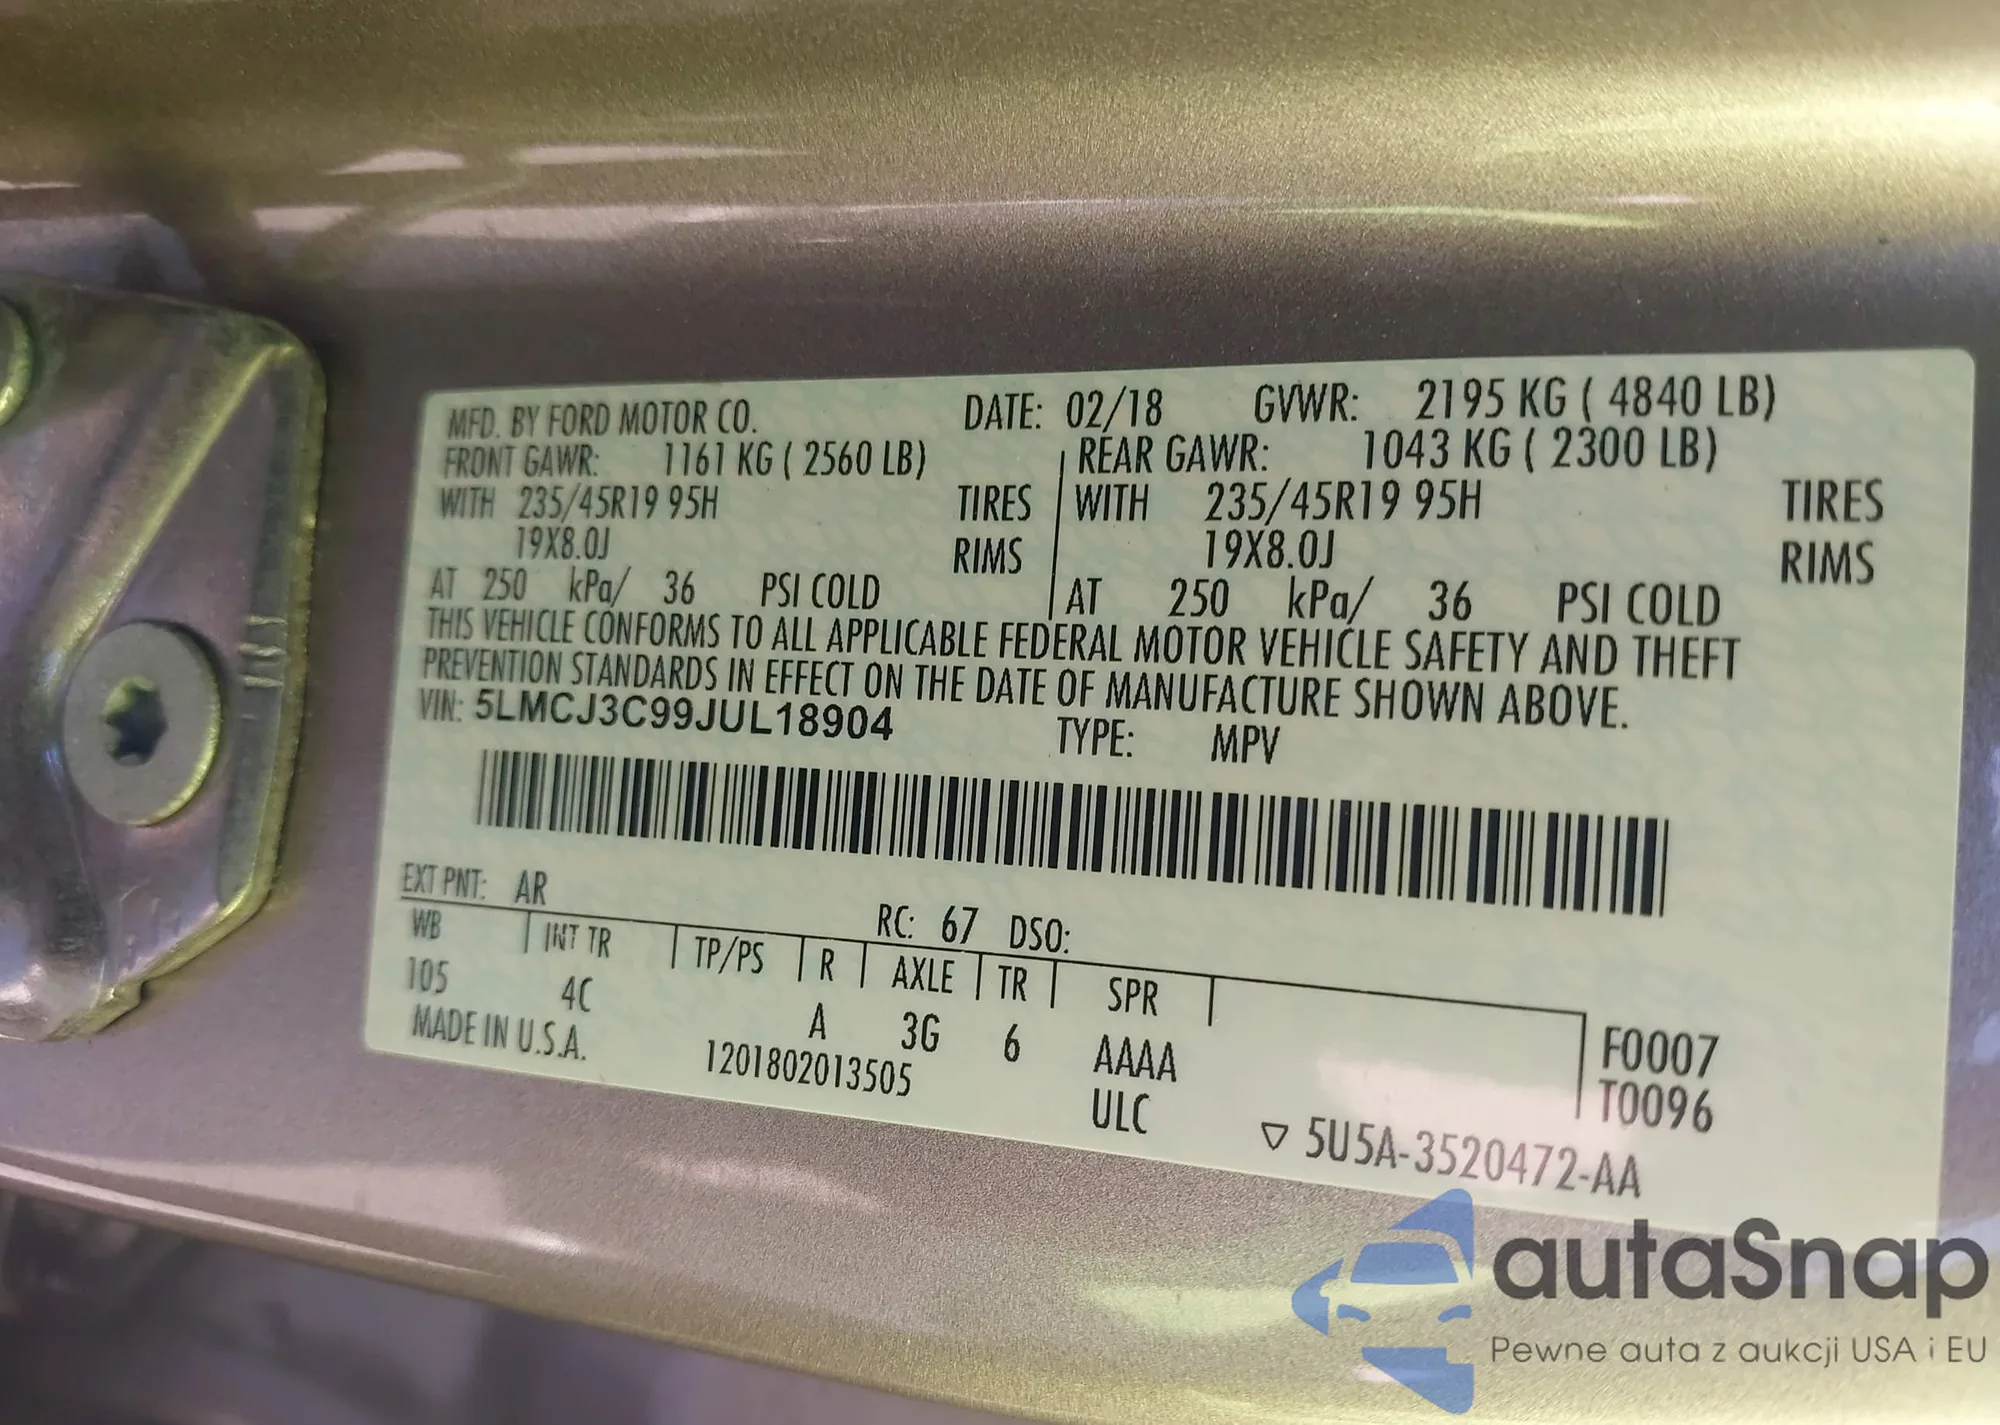 MFD. BY FORD MOTOR CO. DATE: 02/18 GVWR: 2195 KG ( 4840 LB)
FRONT GAWR: 1161 KG ( 2560 LB) REAR GAWR: 1043 KG ( 2300 LB)
WITH 235/45R19 95H TIRES WITH 235/45R19 95H TIRES
19X8.0J RIMS 19X8.0J RIMS
AT 250 kPa/ 36 PSI COLD AT 250 kPa/ 36 PSI COLD
THIS VEHICLE CONFORMS TO ALL APPLICABLE FEDERAL MOTOR VEHICLE SAFETY AND THEFT
PREVENTION STANDARDS IN EFFECT ON THE DATE OF MANUFACTURE SHOWN ABOVE.
VIN: 5LMCJ3C99JUL18904 TYPE: MPV
EXT PNT: AR RC: 67 DSO:
WB INT TR TP/PS R AXLE TR SPR
105 4C A 3G 6 AAAA F0007
MADE IN U.S.A. 1201802013505 ULC T0096
▽ 5U5A-3520472-AA
autaSnap
Pewne auta z aukcji USA i EU